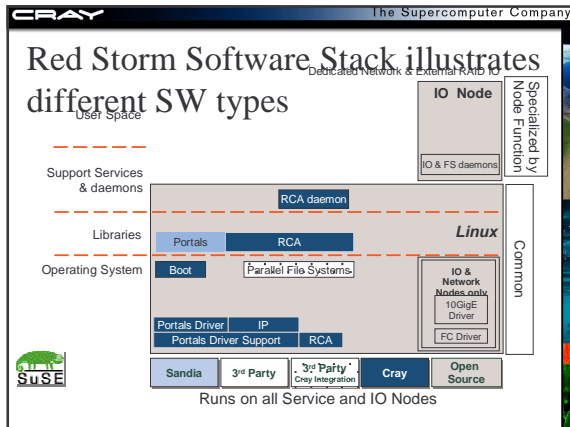 CRAY
The Supercomputer Company
Red Storm Software Stack illustrates
different SW types
Dedicated Network & External RAID IO
User Space
IO Node
IO & FS daemons
Specialized by
Node Function
Support Services
& daemons
RCA daemon
Libraries
Portals
RCA
Linux
Common
Operating System
Boot
Parallel File Systems
IO &
Network
Nodes only
10GigE
Driver
FC Driver
Portals Driver
IP
Portals Driver Support
RCA
SuSE
Sandia
3rd Party
3rd Party
Cray Integration
Cray
Open
Source
Runs on all Service and IO Nodes